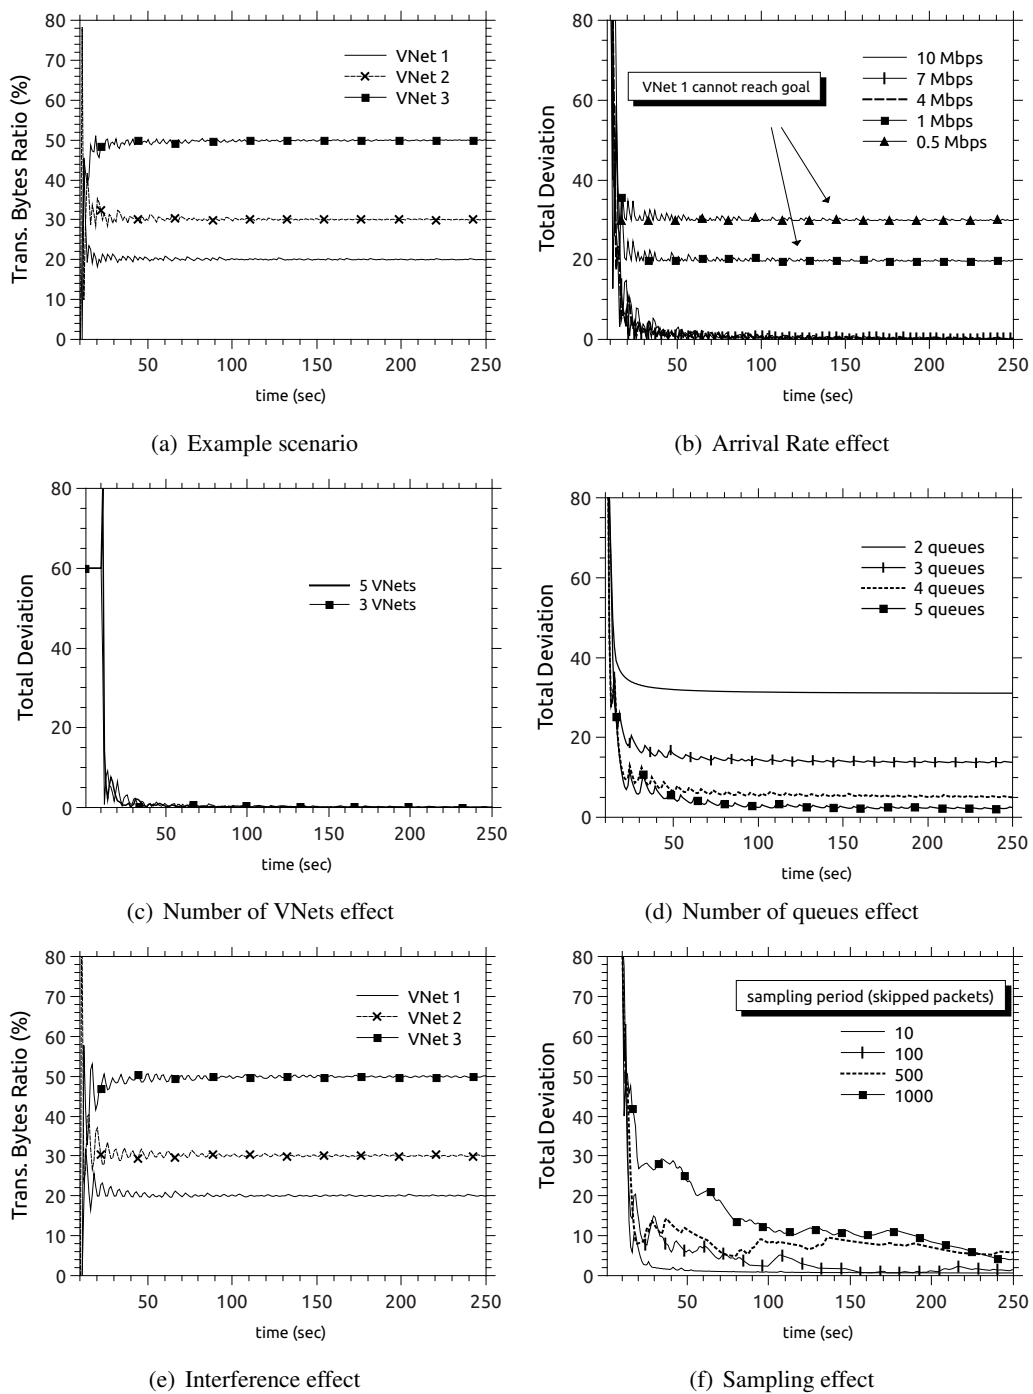 80
70
60
50
40
30
20
10
0
Trans. Bytes Ratio (%)
VNet 1
VNet 2
VNet 3
50 100 150 200 250
time (sec)
(a) Example scenario
80
60
40
20
0
Total Deviation
10 Mbps
7 Mbps
4 Mbps
1 Mbps
0.5 Mbps
VNet 1 cannot reach goal
50 100 150 200 250
time (sec)
(b) Arrival Rate effect
80
60
40
20
0
Total Deviation
5 VNets
3 VNets
50 100 150 200 250
time (sec)
(c) Number of VNets effect
80
60
40
20
0
Total Deviation
2 queues
3 queues
4 queues
5 queues
50 100 150 200 250
time (sec)
(d) Number of queues effect
80
70
60
50
40
30
20
10
0
Trans. Bytes Ratio (%)
VNet 1
VNet 2
VNet 3
50 100 150 200 250
time (sec)
(e) Interference effect
80
70
60
50
40
30
20
10
0
Total Deviation
sampling period (skipped packets)
10
100
500
1000
50 100 150 200 250
time (sec)
(f) Sampling effect